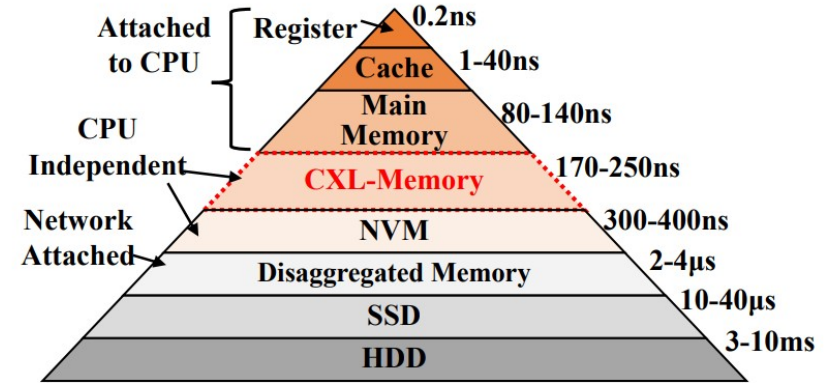 Attached
to CPU
Register
0.2ns
Cache
1-40ns
Main
Memory
80-140ns
CPU
Independent
CXL-Memory
170-250ns
Network
Attached
NVM
300-400ns
Disaggregated Memory
2-4μs
SSD
10-40μs
HDD
3-10ms